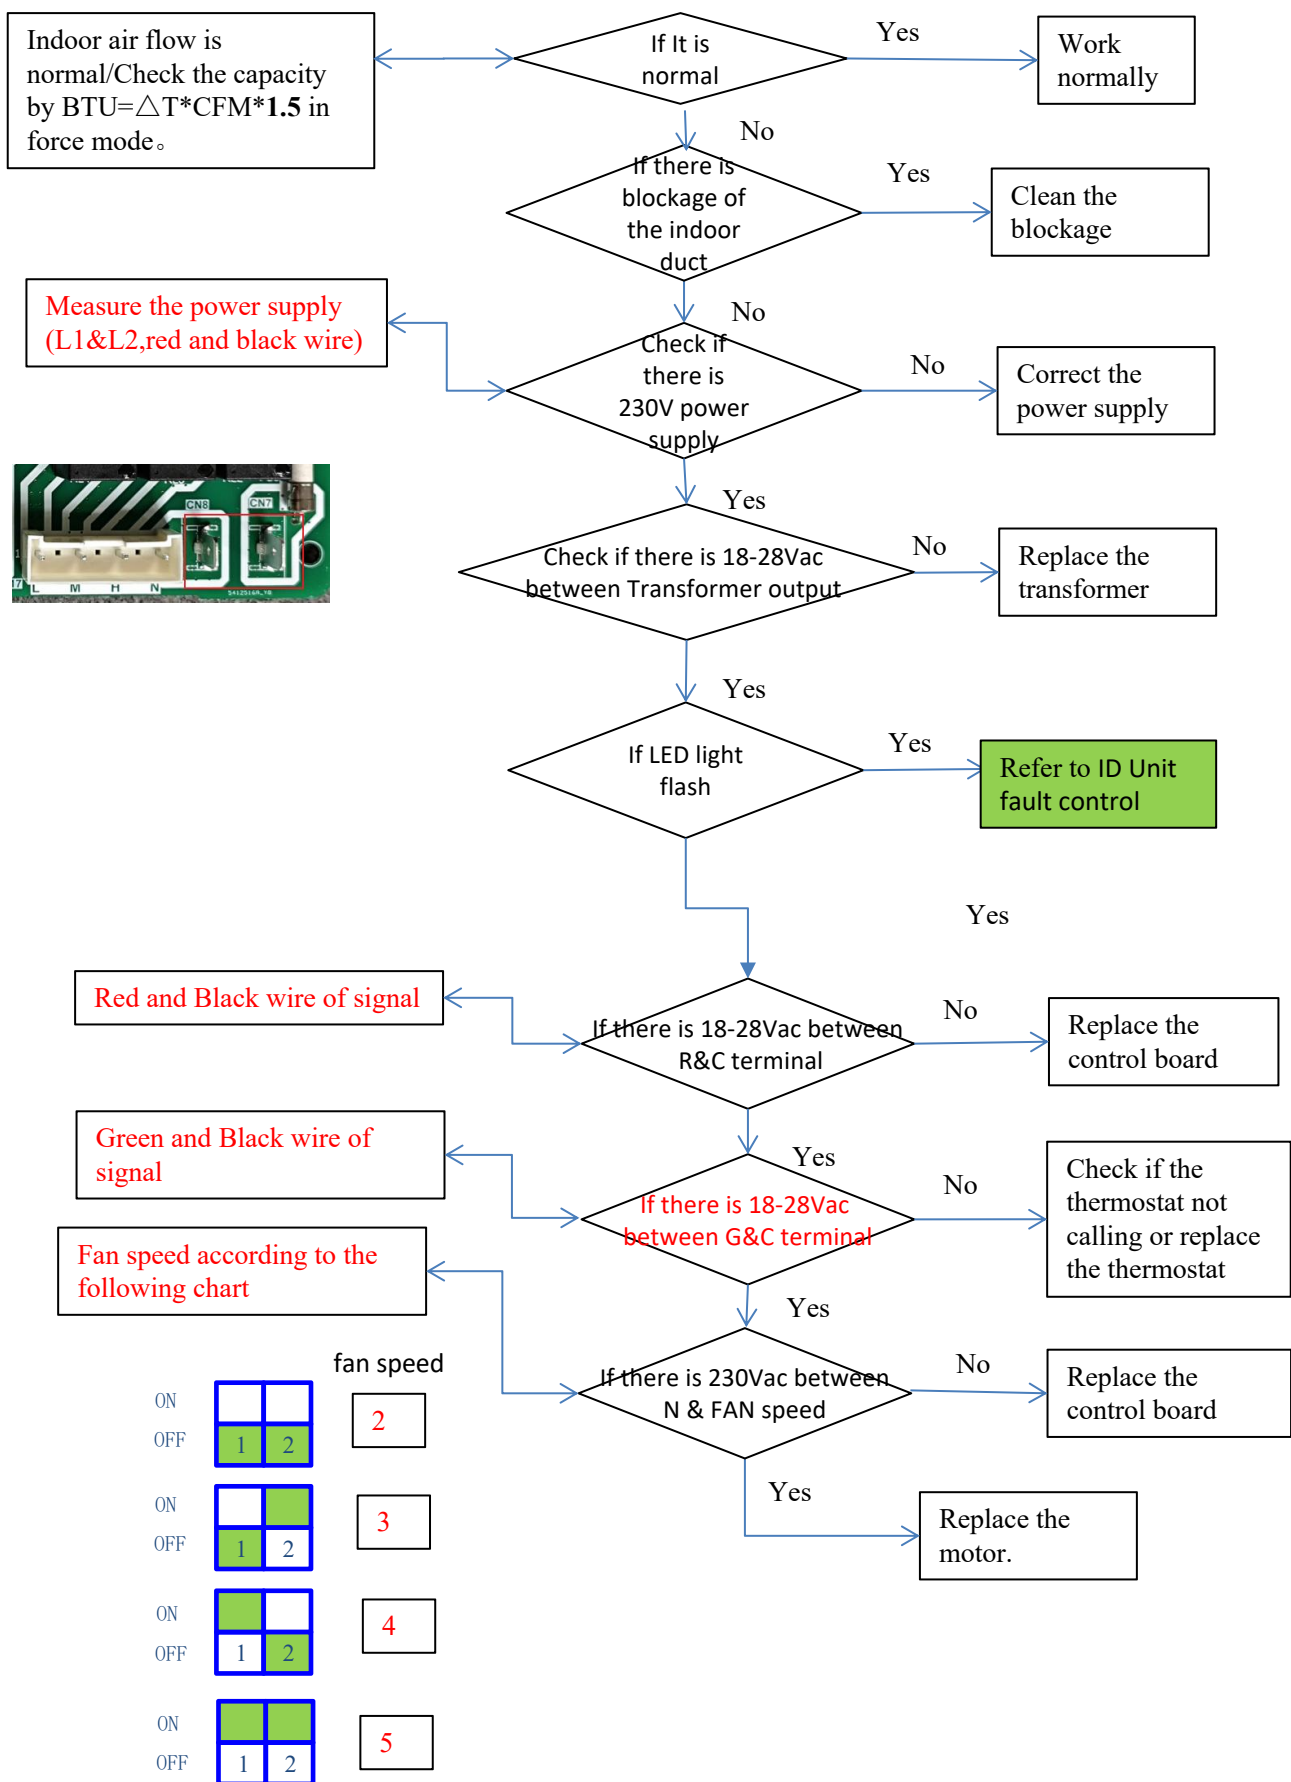 Indoor air flow is
normal/Check the capacity
by BTU=△T*CFM*1.5 in
force mode。
If It is
normal
Yes
Work
normally
No
If there is
blockage of
the indoor
duct
Yes
Clean the
blockage
Measure the power supply
(L1&L2,red and black wire)
No
Check if
there is
230V power
supply
No
Correct the
power supply
CN8
CN7
1
L M H N
Yes
Check if there is 18-28Vac
between Transformer output
No
Replace the
transformer
Yes
If LED light
flash
Yes
Refer to ID Unit
fault control
Yes
Red and Black wire of signal
If there is 18-28Vac between
R&C terminal
No
Replace the
control board
Green and Black wire of
signal
Yes
If there is 18-28Vac
between G&C terminal
No
Check if the
thermostat not
calling or replace
the thermostat
Fan speed according to the
following chart
Yes
If there is 230Vac between
N & FAN speed
No
Replace the
control board
Yes
Replace the
motor.
fan speed
ON
OFF 1 2
2
ON
OFF 1 2
3
ON
OFF 1 2
4
ON
OFF 1 2
5